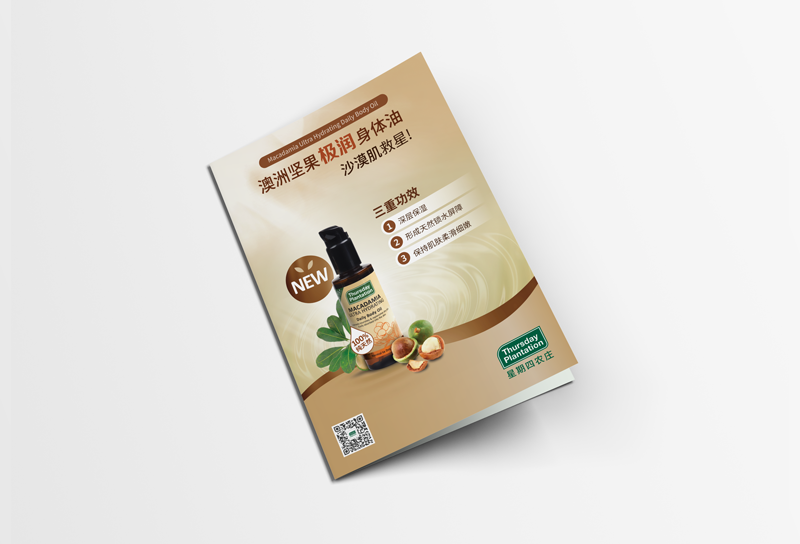 Macadamia Ultra Hydrating Daily Body Oil
澳洲坚果极润身体油
沙漠肌救星!
三重功效
1 深层保湿
2 形成天然锁水屏障
3 保持肌肤柔滑细嫩
NEW
Thursday
Plantation
MACADAMIA
ULTRA HYDRATING
Daily Body Oil
100%
纯天然
Thursday
Plantation
星期四农庄